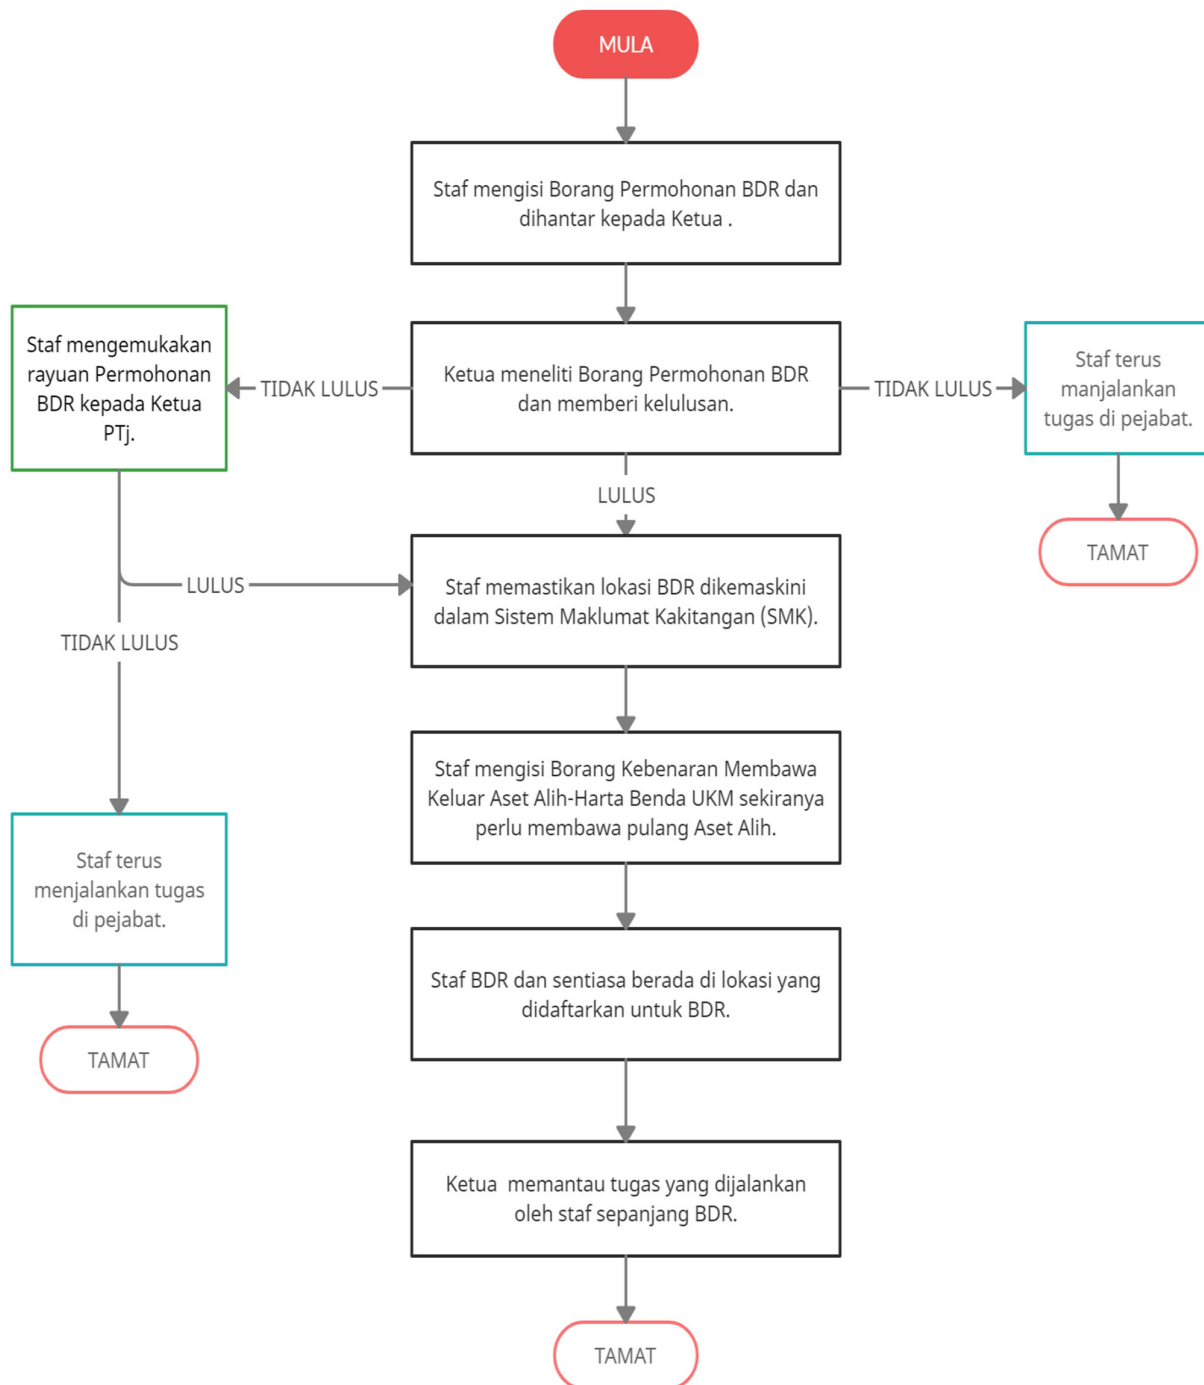 MULA
Staf mengisi Borang Permohonan BDR dan
dihantar kepada Ketua .
Staf mengemukakan
rayuan Permohonan
BDR kepada Ketua
PTj.
TIDAK LULUS
Ketua meneliti Borang Permohonan BDR
dan memberi kelulusan.
TIDAK LULUS
Staf terus
manjalankan
tugas di pejabat.
LULUS
TAMAT
LULUS
Staf memastikan lokasi BDR dikemaskini
dalam Sistem Maklumat Kakitangan (SMK).
TIDAK LULUS
Staf mengisi Borang Kebenaran Membawa
Keluar Aset Alih-Harta Benda UKM sekiranya
perlu membawa pulang Aset Alih.
Staf terus
menjalankan tugas
di pejabat.
Staf BDR dan sentiasa berada di lokasi yang
didaftarkan untuk BDR.
TAMAT
Ketua  memantau tugas yang dijalankan
oleh staf sepanjang BDR.
TAMAT